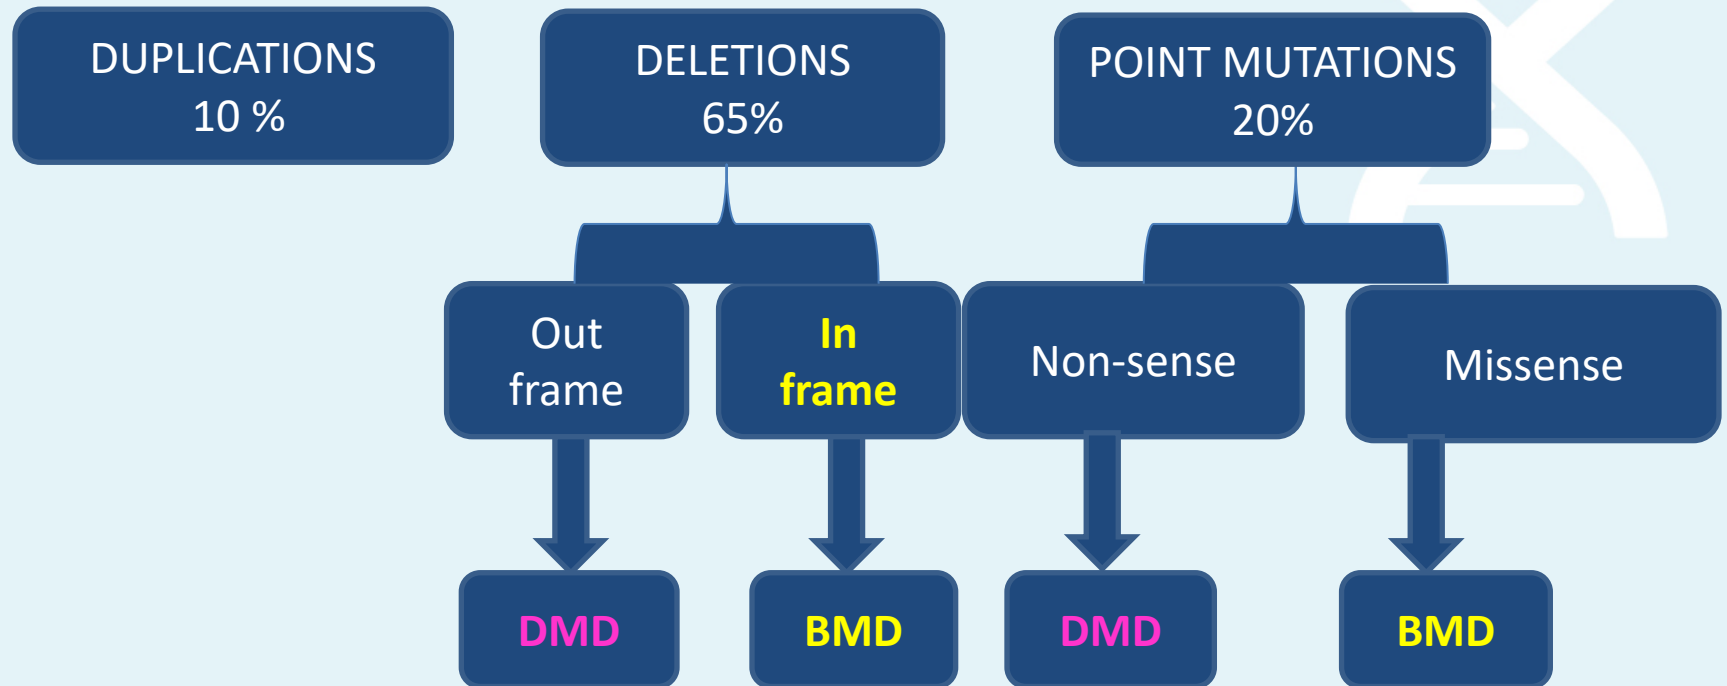 DUPLICATIONS
10 %
DELETIONS
65%
POINT MUTATIONS
20%
Out
frame
In
frame
Non-sense
Missense
DMD
BMD
DMD
BMD